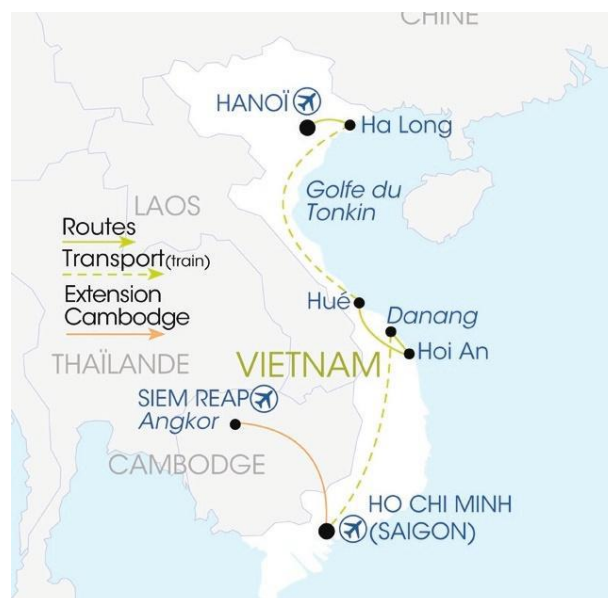 CHINE
HANOÏ
Ha Long
Golfe du
Tonkin
LAOS
Routes
Transport(train)
Extension
Cambodge
Hué
Danang
Hoi An
THAÏLANDE
VIETNAM
SIEM REAP
Angkor
CAMBODGE
HO CHI MINH
(SAIGON)